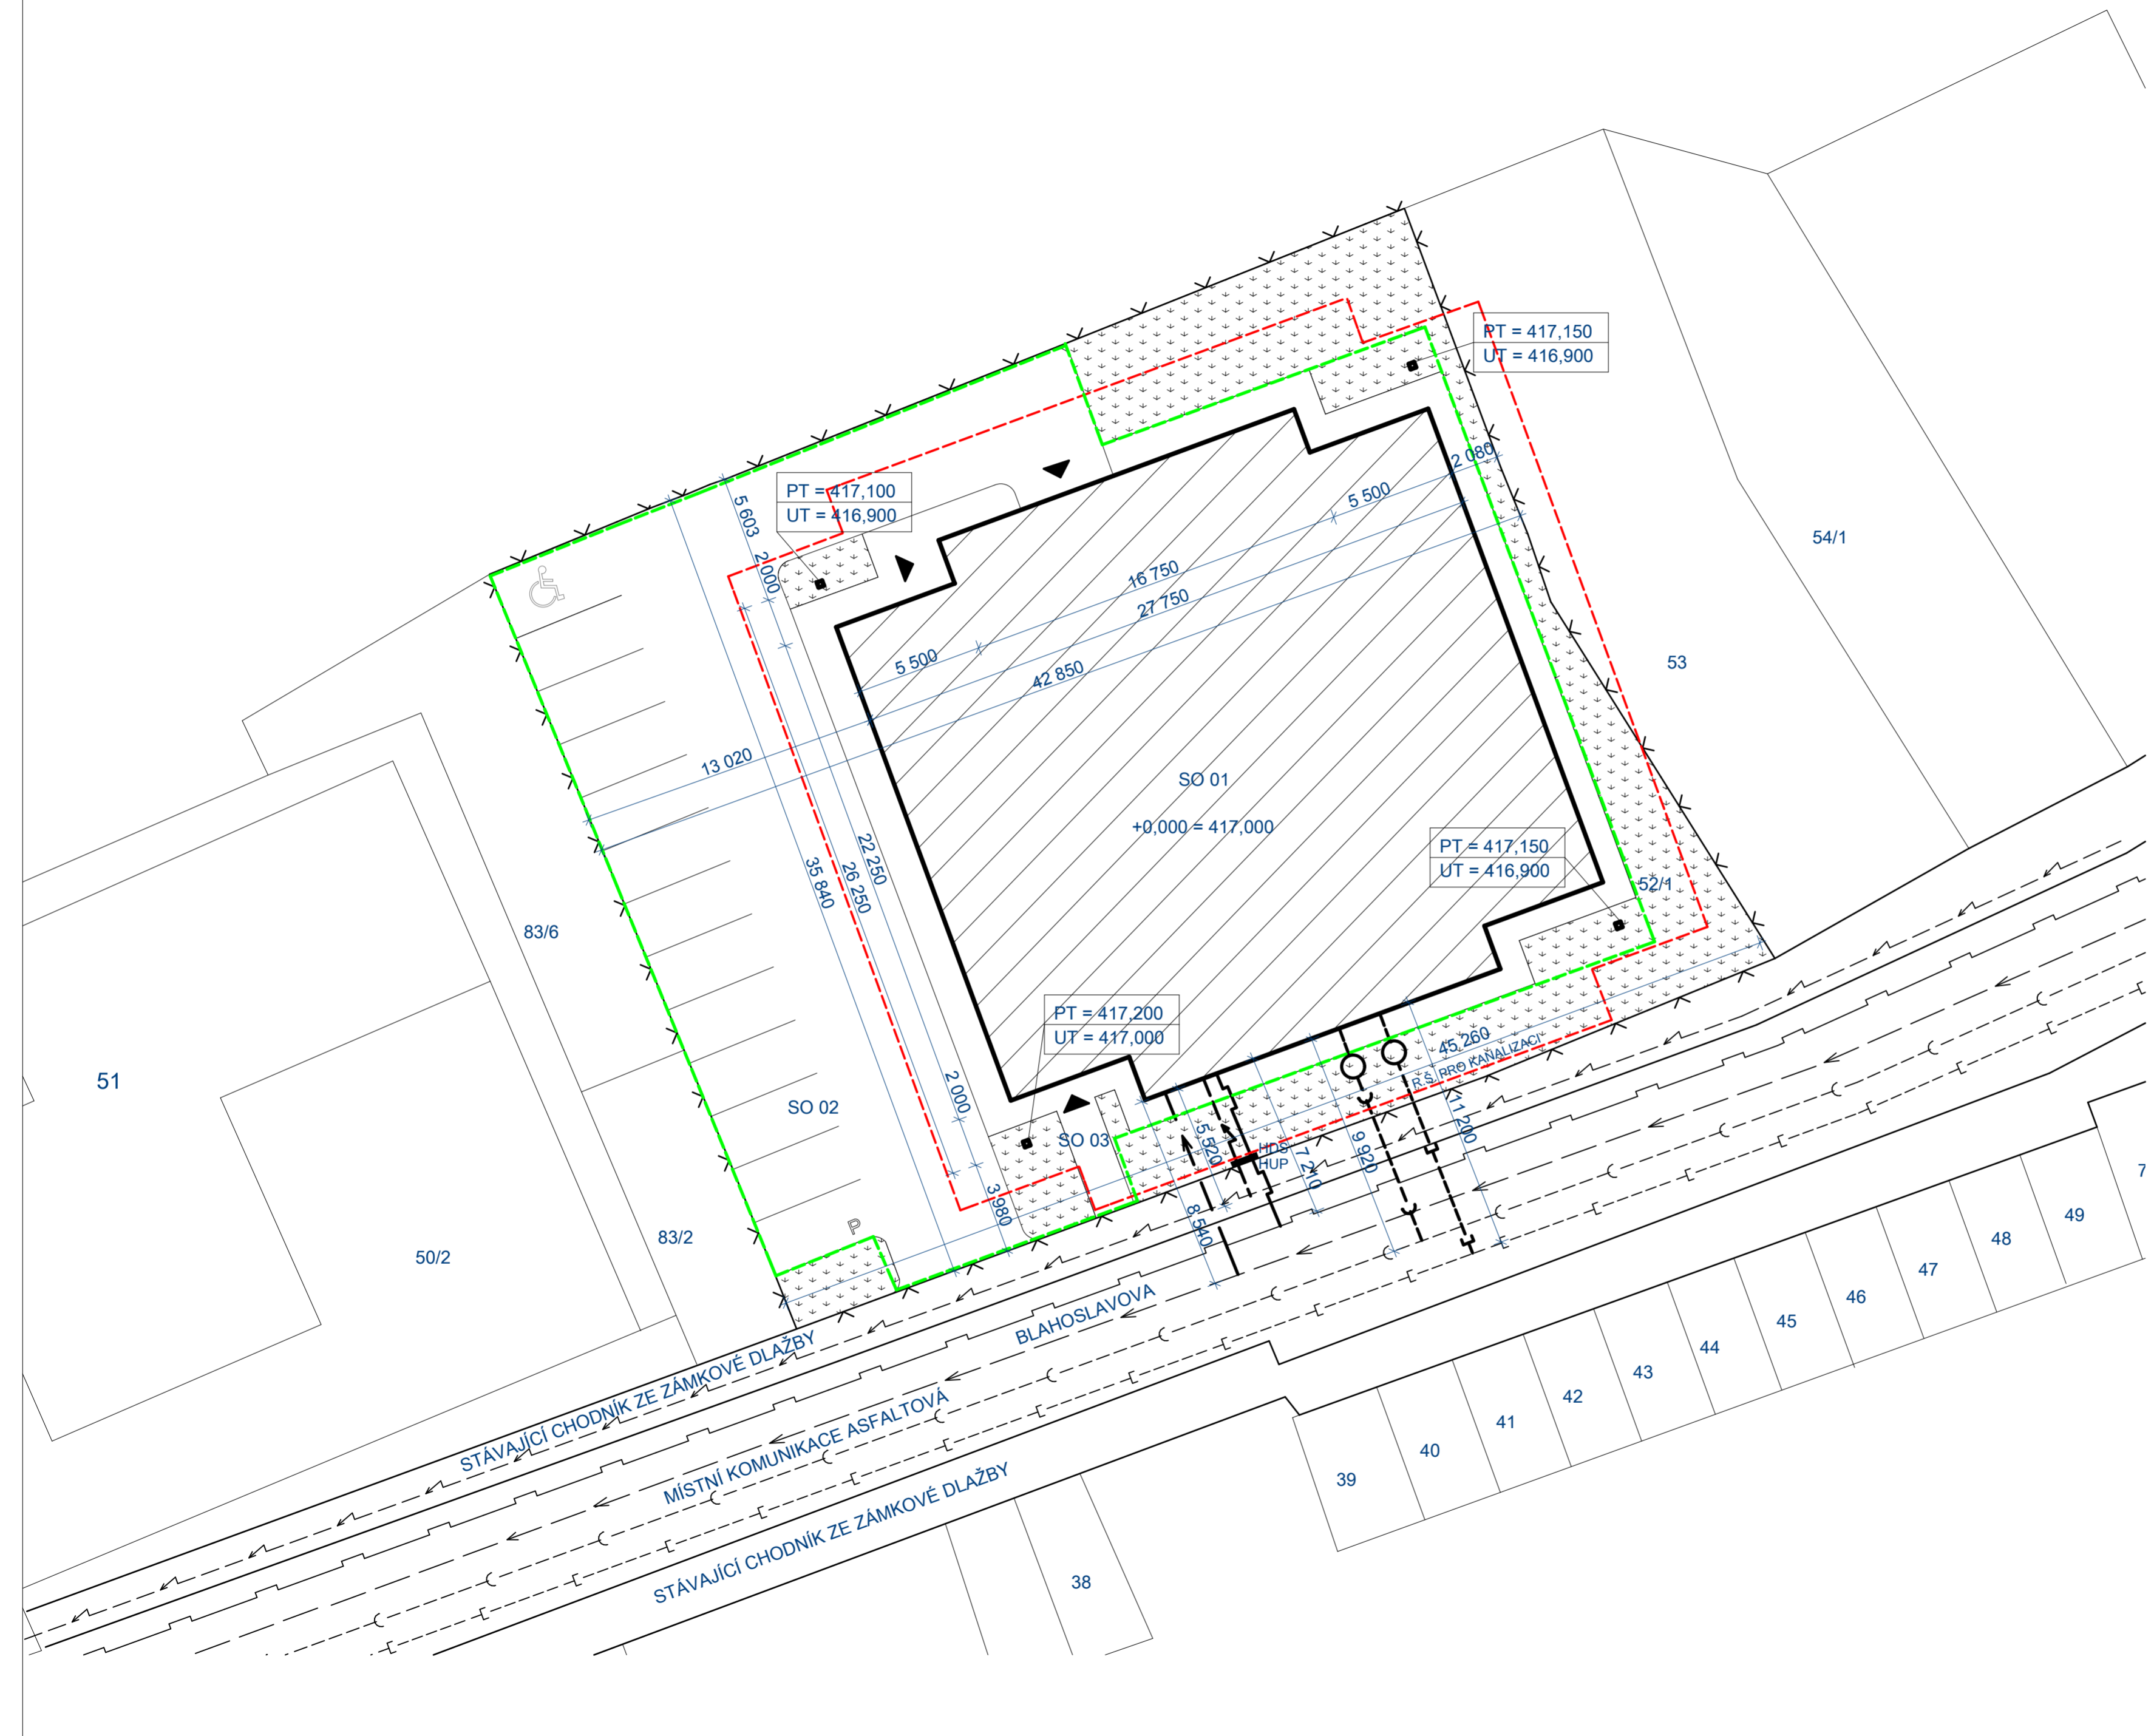 PT = 417,150
UT = 416,900
2 080
PT = 417,100
UT = 416,900
5 603
2 000
5 500
16 750
27 750
5 500
42 850
54/1
53
13 020
SO 01
+0,000 = 417,000
22 250
26 250
35 840
PT = 417,150
UT = 416,900
52/1
83/6
PT = 417,200
UT = 417,000
45 260
R.Š. PRO KANALIZACI
51
2 000
SO 02
SO 03
5 520
HDS
HUP
7 210
9 920
11 200
3 980
8 540
P
83/2
50/2
BLAHOSLAVOVA
STÁVAJÍCÍ CHODNÍK ZE ZÁMKOVÉ DLAŽBY
MÍSTNÍ KOMUNIKACE ASFALTOVÁ
STÁVAJÍCÍ CHODNÍK ZE ZÁMKOVÉ DLAŽBY
38
39
40
41
42
43
44
45
46
47
48
49
7